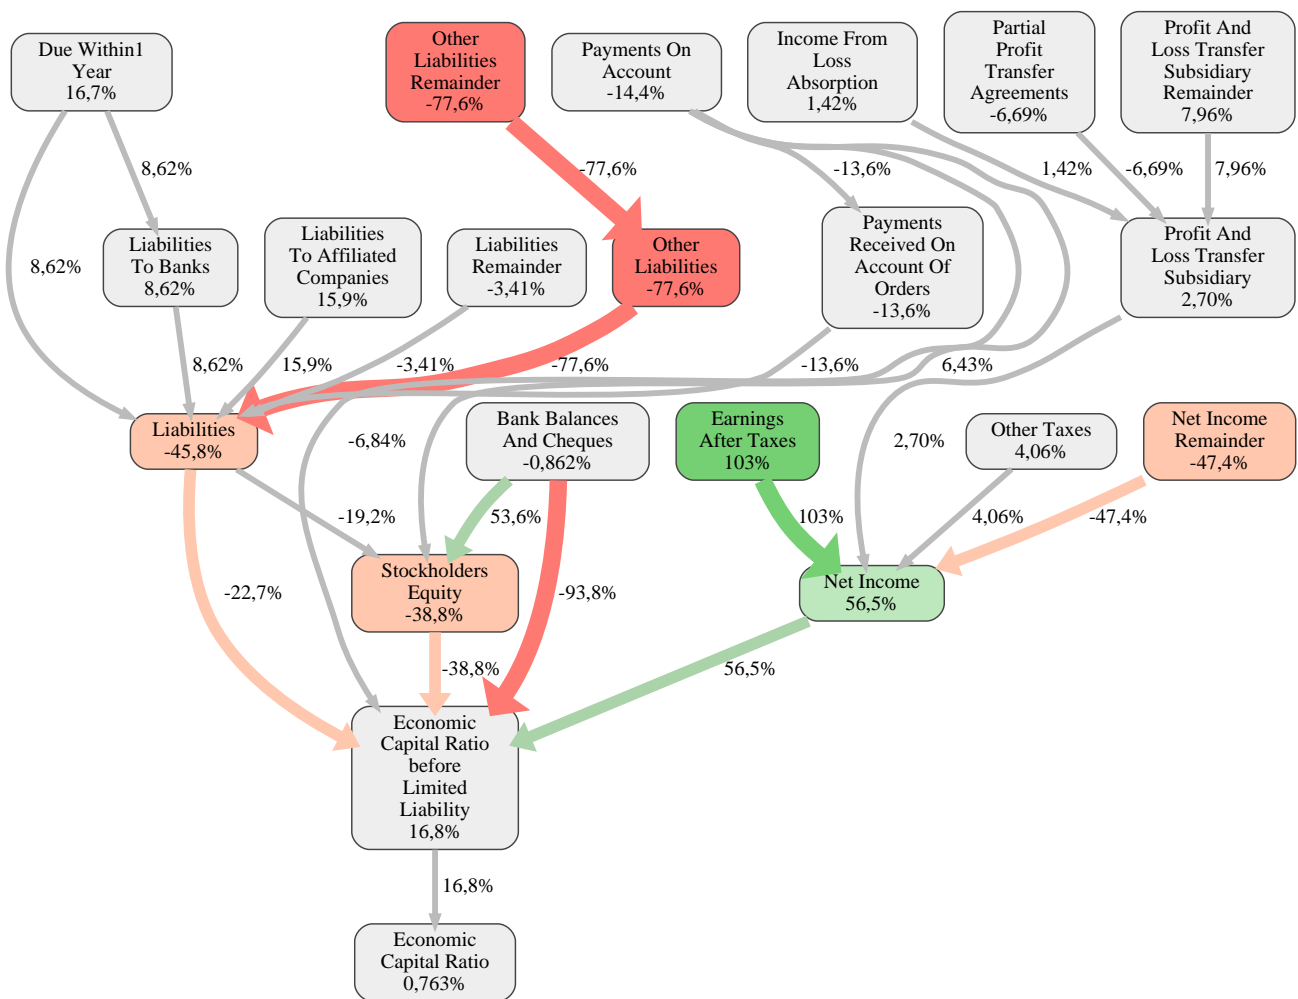 Due Within1
Year
16,7%
Other
Liabilities
Remainder
-77,6%
Payments On
Account
-14,4%
Income From
Loss
Absorption
1,42%
Partial
Profit
Transfer
Agreements
-6,69%
Profit And
Loss Transfer
Subsidiary
Remainder
7,96%
8,62%
-77,6%
-13,6%
1,42%
-6,69%
7,96%
Liabilities
To Banks
8,62%
Liabilities
To Affiliated
Companies
15,9%
Liabilities
Remainder
-3,41%
Other
Liabilities
-77,6%
Payments
Received On
Account Of
Orders
-13,6%
Profit And
Loss Transfer
Subsidiary
2,70%
8,62%
8,62%
15,9%
-3,41%
-77,6%
-13,6%
6,43%
Liabilities
-45,8%
-6,84%
Bank Balances
And Cheques
-0,862%
Earnings
After Taxes
103%
2,70%
Other Taxes
4,06%
Net Income
Remainder
-47,4%
-19,2%
53,6%
103%
4,06%
-47,4%
-22,7%
Stockholders
Equity
-38,8%
-93,8%
Net Income
56,5%
-38,8%
56,5%
Economic
Capital Ratio
before
Limited
Liability
16,8%
16,8%
Economic
Capital Ratio
0,763%